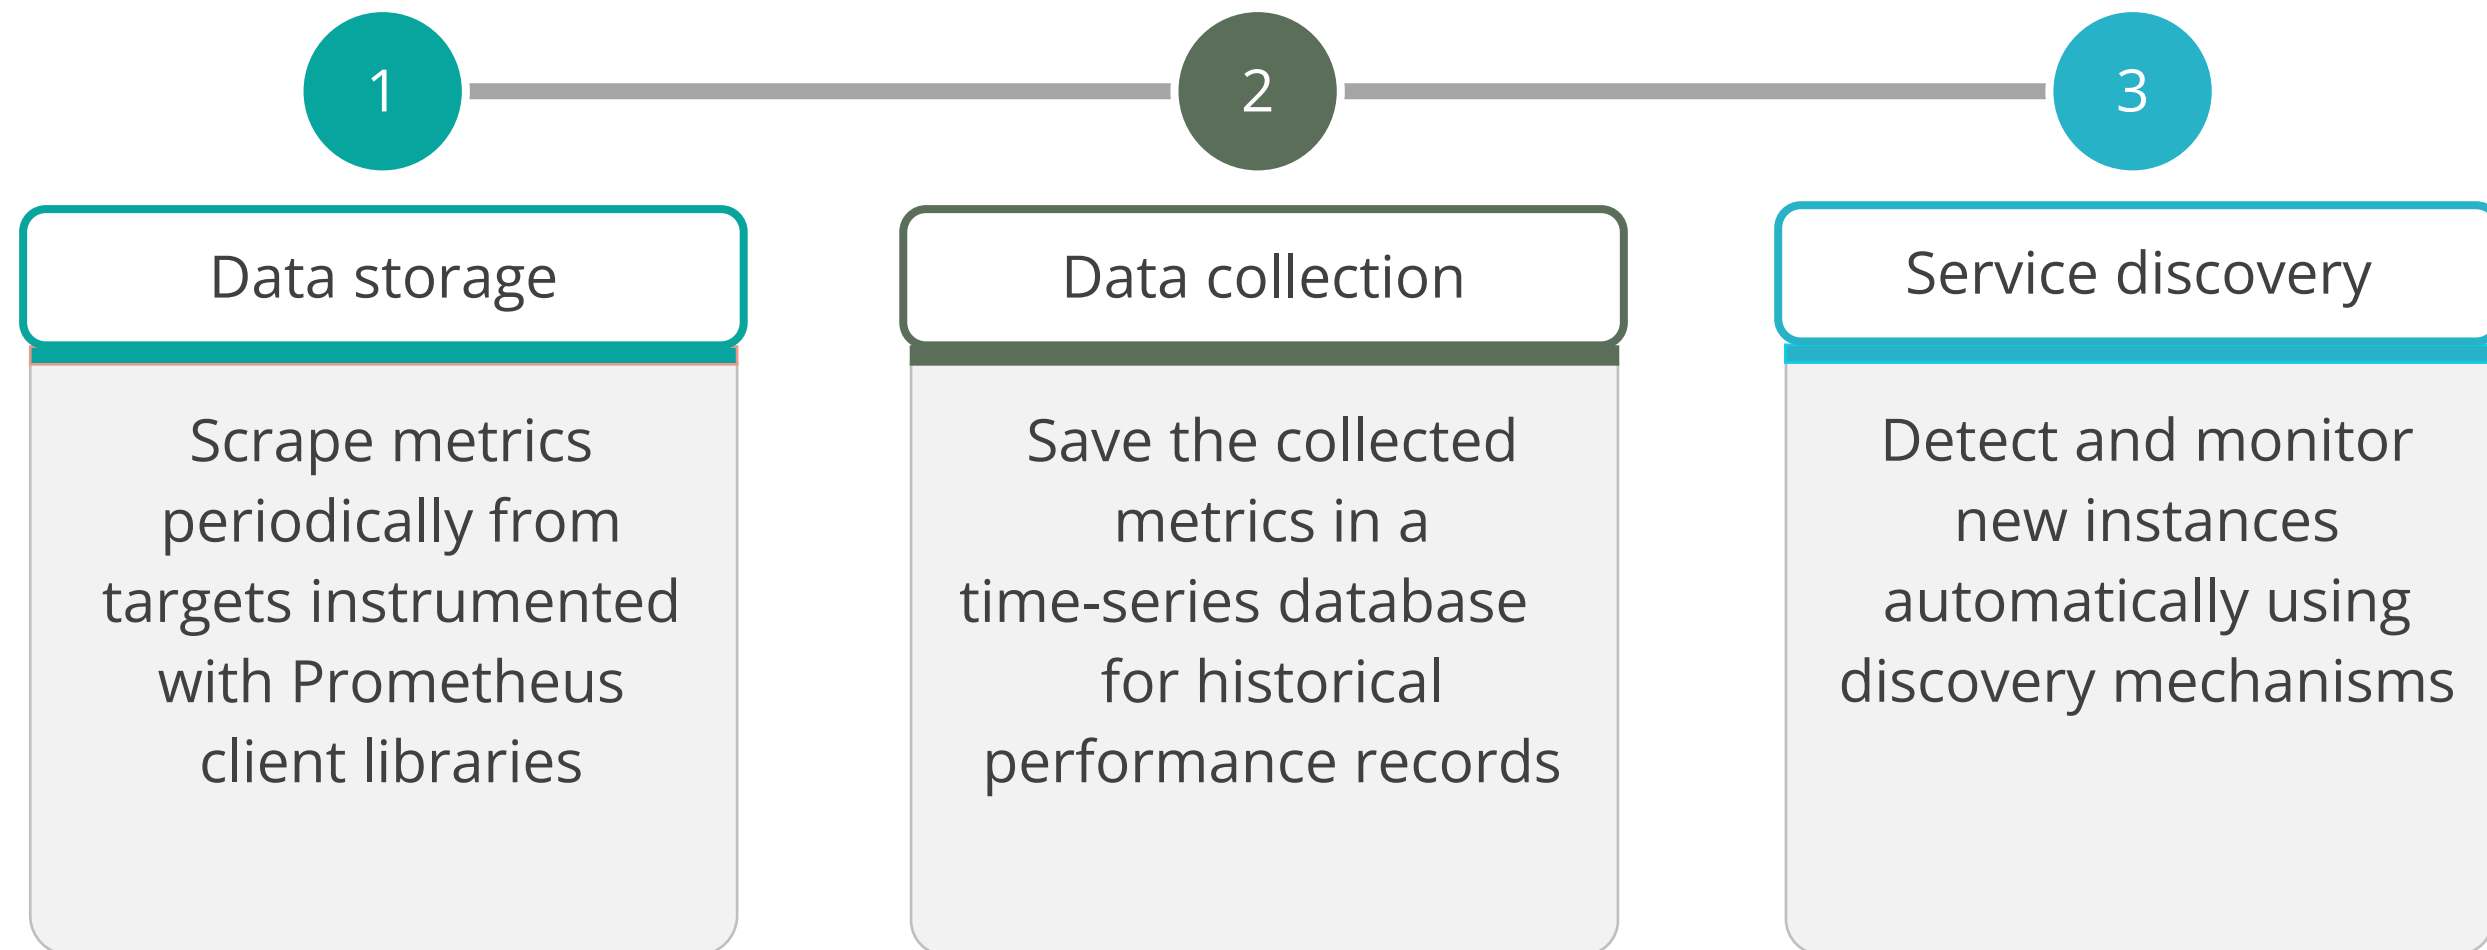 1
2
3
Data storage
Data collection
Service discovery
Scrape metrics
periodically from
targets instrumented
with Prometheus
client libraries
Save the collected
metrics in a
time-series database
for historical
performance records
Detect and monitor
new instances
automatically using
discovery mechanisms